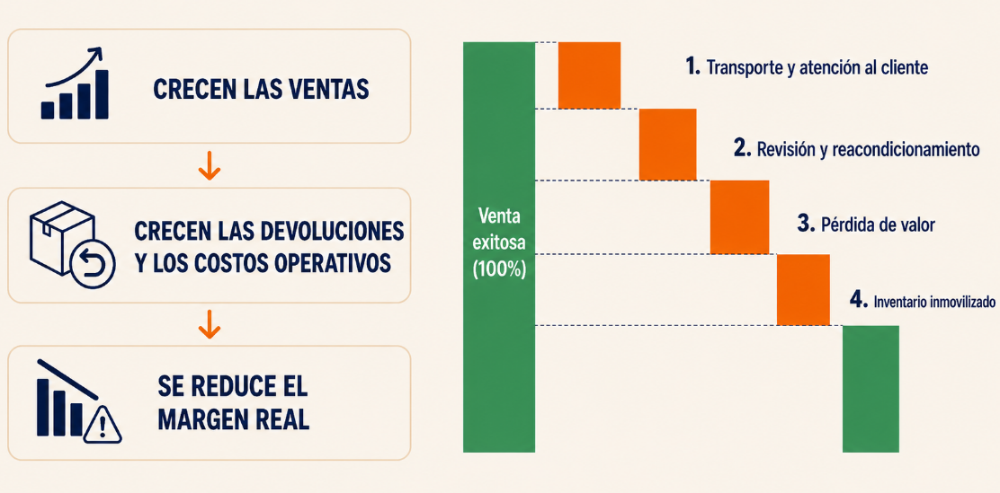 CRECEN LAS VENTAS
CRECEN LAS DEVOLUCIONES
Y LOS COSTOS OPERATIVOS
SE REDUCE EL
MARGEN REAL
Venta
exitosa
(100%)
1. Transporte y atención al cliente
2. Revisión y reacondicionamiento
3. Pérdida de valor
4. Inventario inmovilizado